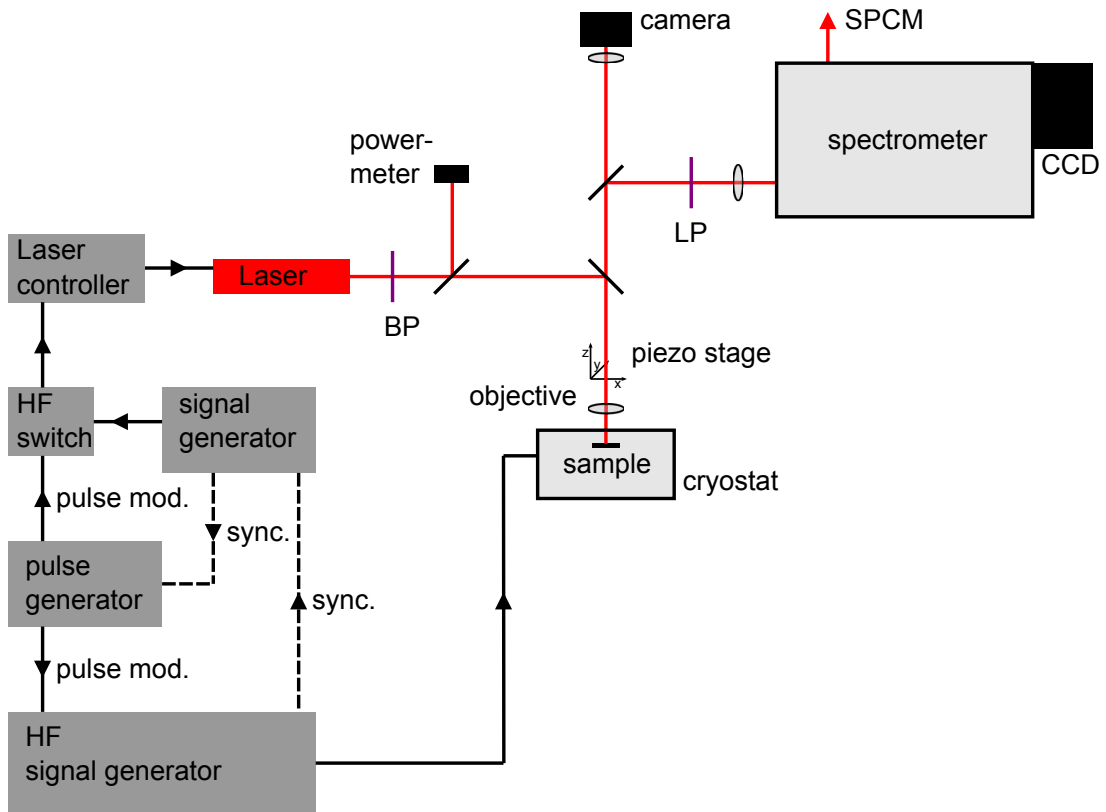 camera
SPCM
spectrometer
CCD
power-
meter
LP
Laser
controller
Laser
BP
z
y
x
piezo stage
objective
HF
switch
signal
generator
sample
cryostat
pulse mod.
sync.
pulse
generator
sync.
pulse mod.
HF
signal generator